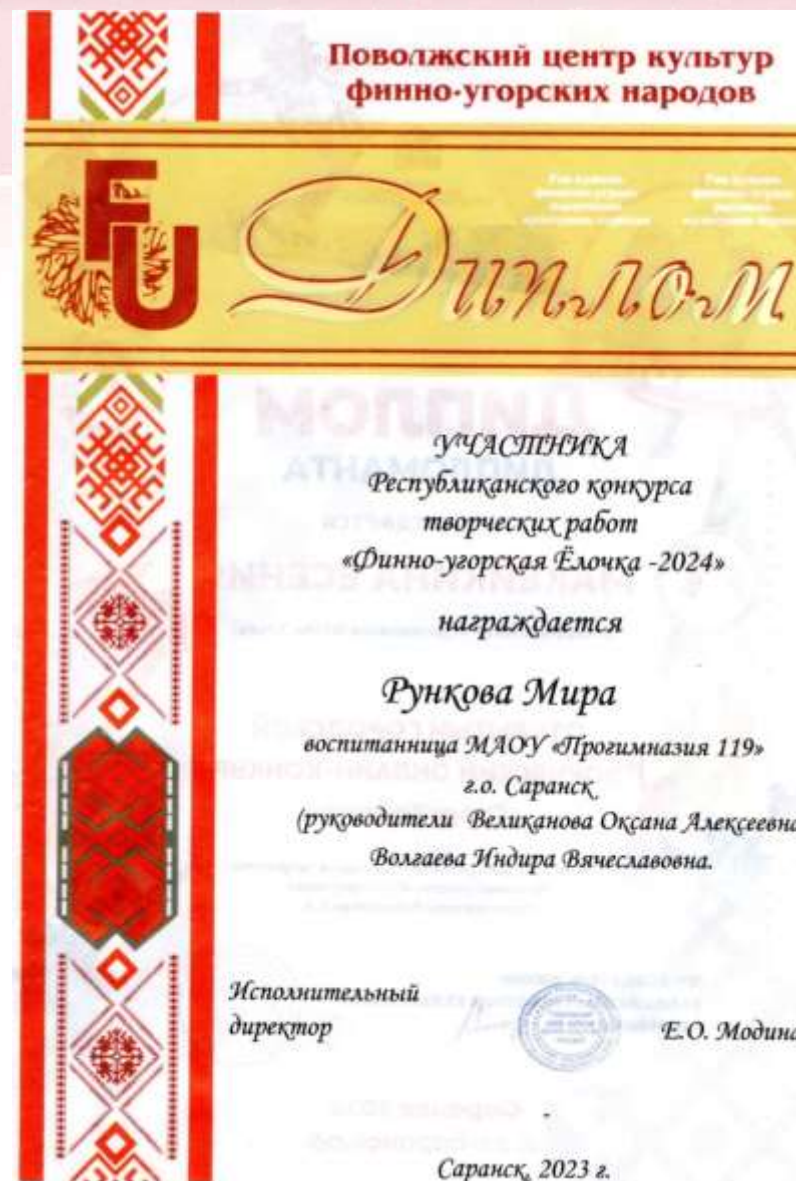 Поволжский центр культур
финно-угорских народов
FU
Диплом
УЧАСТНИКА
Республиканского конкурса
творческих работ
«Финно-угорская Ёлочка -2024»
награждается
Рункова Мира
воспитанница МАОУ «Прогимназия 119»
г.о. Саранск
(руководители Великанова Оксана Алексеевна
Волгаева Индира Вячеславовна.
Исполнительный
директор
Е.О. Модина
Саранск, 2023 г.